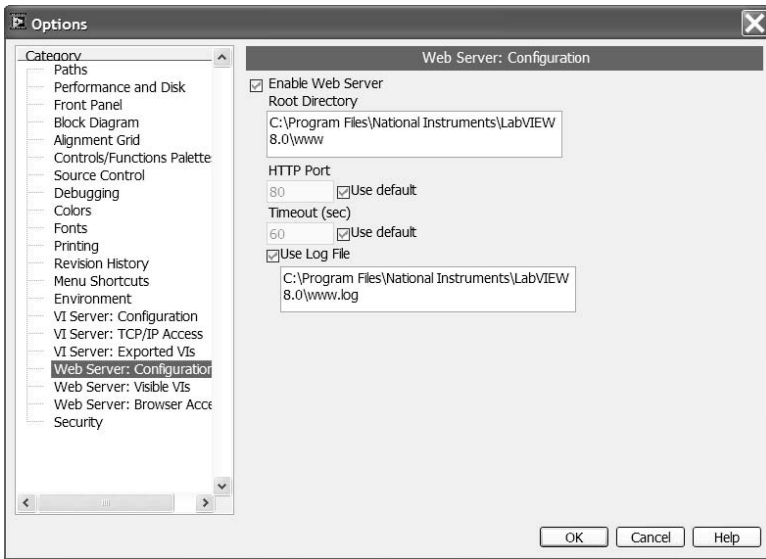 Options
Category
Paths
Performance and Disk
Front Panel
Block Diagram
Alignment Grid
Controls/Functions Palette
Source Control
Debugging
Colors
Fonts
Printing
Revision History
Menu Shortcuts
Environment
VI Server: Configuration
VI Server: TCP/IP Access
VI Server: Exported VIs
Web Server: Configuration
Web Server: Visible VIs
Web Server: Browser Acce
Security
Web Server: Configuration
Enable Web Server
Root Directory
C:\Program Files\National Instruments\LabVIEW
8.0\www
HTTP Port
80 Use default
Timeout (sec)
60 Use default
Use Log File
C:\Program Files\National Instruments\LabVIEW
8.0\www.log
OK Cancel Help